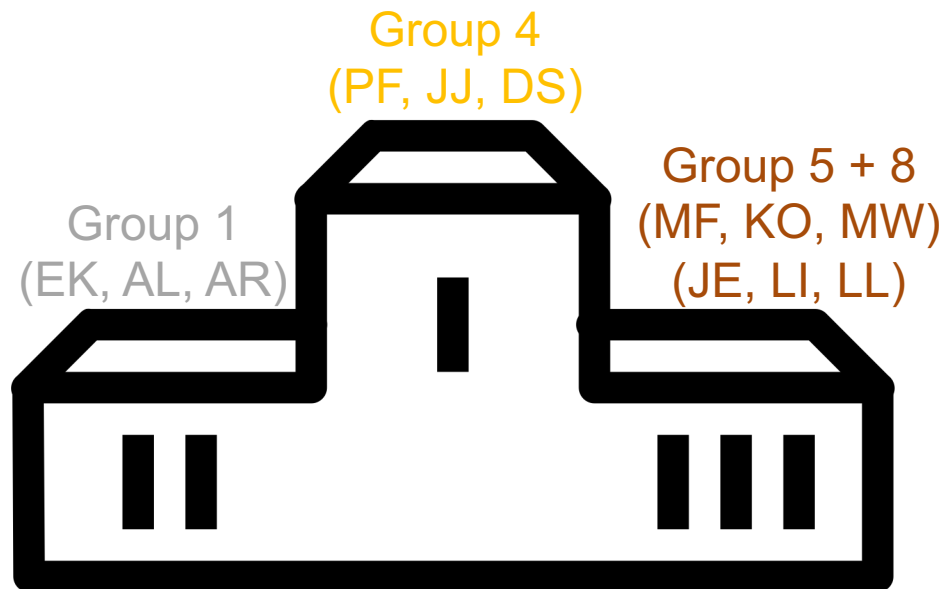 Group 4
(PF, JJ, DS)
Group 5 + 8
(MF, KO, MW)
(JE, LI, LL)
Group 1
(EK, AL, AR)